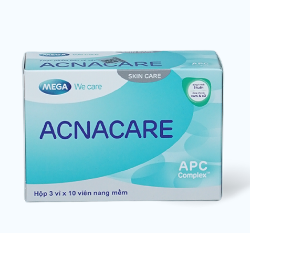 MEGA We care
SKIN CARE
ACNACARE
APC
Complex
Hộp 3 vỉ x 10 viên nang mềm